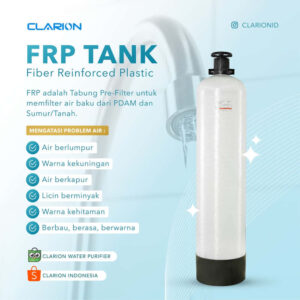 CLARION
CLARIONID
FRP TANK
Fiber Reinforced Plastic
FRP adalah Tabung Pre-Filter untuk
memfilter air baku dari PDAM dan
Sumur/Tanah.
MENGATASI PROBLEM AIR :
Air berlumpur
Warna kekuningan
Air berkapur
Licin berminyak
Warna kehitaman
Berbau, berasa, berwarna
CLARION WATER PURIFIER
CLARION INDONESIA